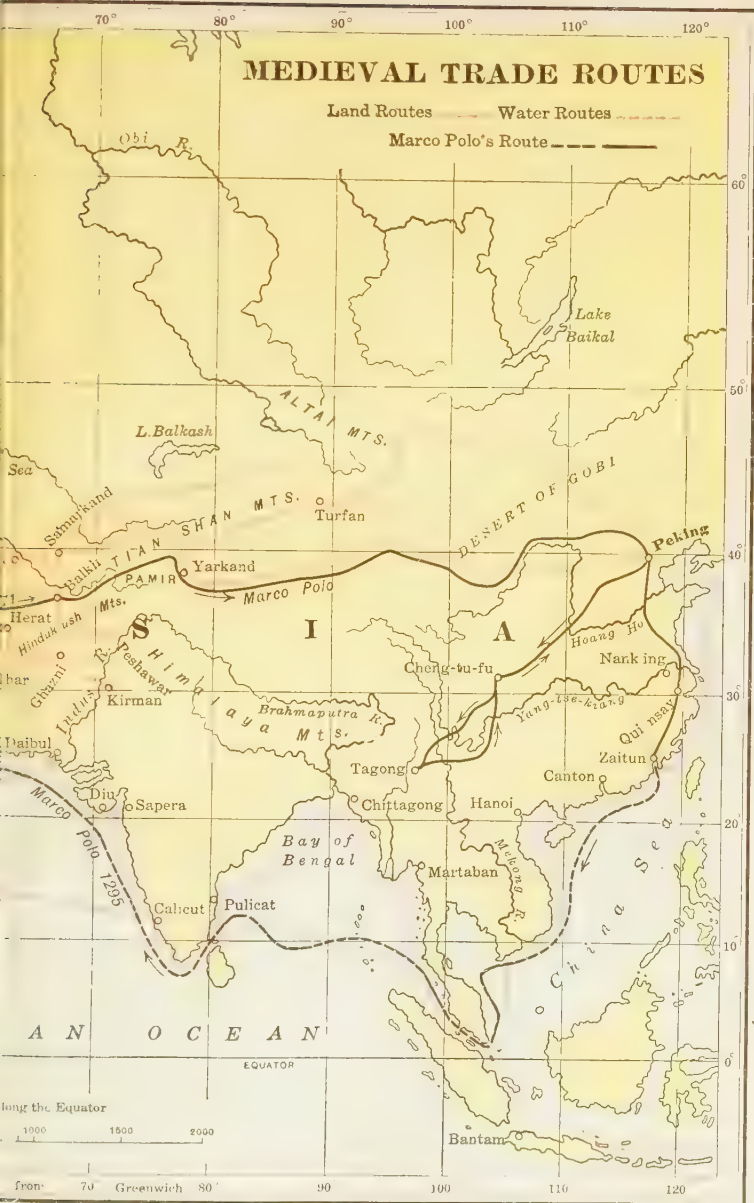 70° 80° 90° 100° 110° 120°
MEDIEVAL TRADE ROUTES
Land Routes Water Routes
Marco Polo's Route
Obi R.
60°
Lake
Baikal
50°
ALTAI MTS.
L. Balkash
Sea
Samarkand
TIAN SHAN MTS.
Turfan
DESERT OF GOBI
Peking
40°
Balkh
PAMIR
Yarkand
Marco Polo
Herat
Hinduk ush Mts.
S I A
Hoang Ho
Nanking
Cheng-tu-fu
Ghazni
Indus R.
Peshawar
Kirman
Himalaya Mts.
Brahmaputra R.
Yang-tse-kiang
Qui nsay
30°
har
Daibul
Tagong
Zaitun
Canton
Diu
Sapera
Chittagong
Hanoi
20°
Marco Polo 1295
Bay of
Bengal
Mekong R.
Martaban
China Sea
Calicut
Pulicat
10°
AN OCEAN
EQUATOR
0°
long the Equator
1000 1500 2000
Bantam
from 70 Greenwich 80 90 100 110 120